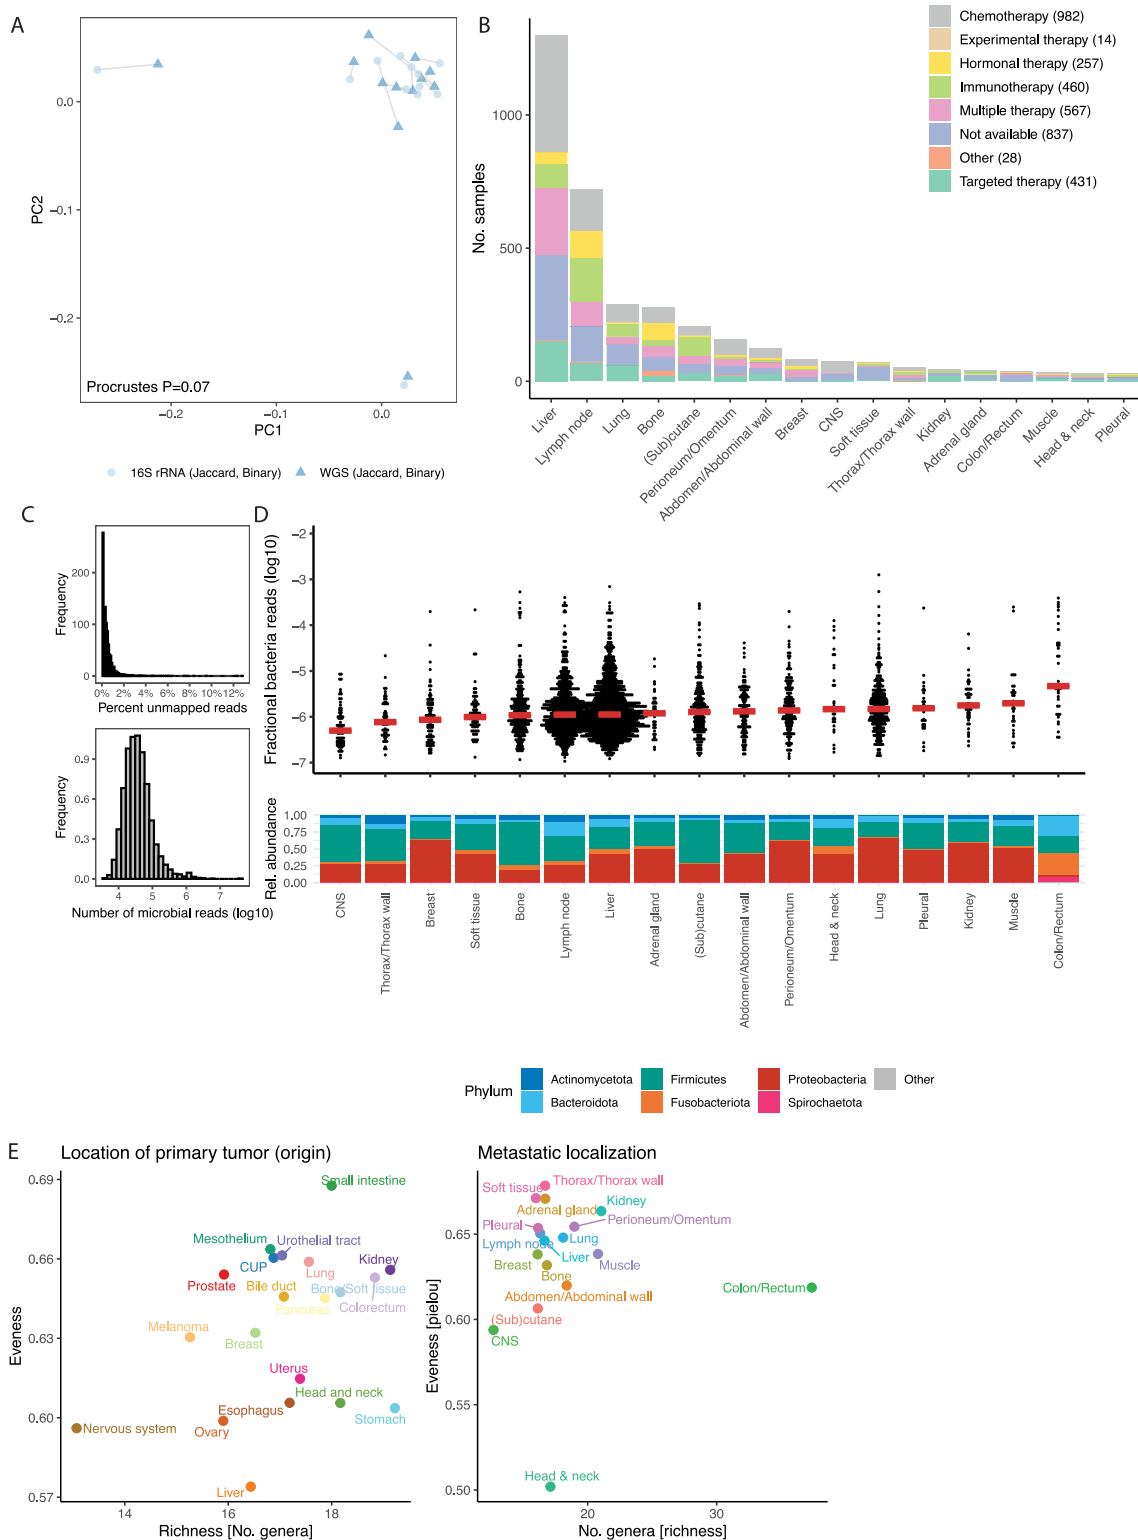 A
0.0
−0.1
−0.2
PC2
Procrustes P=0.07
−0.2
−0.1
0.0
PC1
16S rRNA (Jaccard, Binary)
WGS (Jaccard, Binary)
B
Chemotherapy (982)
Experimental therapy (14)
Hormonal therapy (257)
Immunotherapy (460)
Multiple therapy (567)
Not available (837)
Other (28)
Targeted therapy (431)
No. samples
1000
500
0
Liver
Lymph node
Lung
Bone
(Sub)cutane
Perioneum/Omentum
Abdomen/Abdominal wall
Breast
CNS
Soft tissue
Thorax/Thorax wall
Kidney
Adrenal gland
Colon/Rectum
Muscle
Head & neck
Pleural
C
Frequency
200
100
0
0% 2% 4% 6% 8% 10% 12%
Percent unmapped reads
Frequency
0.9
0.6
0.3
0.0
4 5 6 7
Number of microbial reads (log10)
D
Fractional bacteria reads (log10)
−2
−3
−4
−5
−6
−7
Rel. abundance
1.00
0.75
0.50
0.25
0.00
CNS
Thorax/Thorax wall
Breast
Soft tissue
Bone
Lymph node
Liver
Adrenal gland
(Sub)cutane
Abdomen/Abdominal wall
Perioneum/Omentum
Head & neck
Lung
Pleural
Kidney
Muscle
Colon/Rectum
Phylum
Actinomycetota
Bacteroidota
Firmicutes
Fusobacteriota
Proteobacteria
Spirochaetota
Other
E
Location of primary tumor (origin)
Eveness
0.69
0.66
0.63
0.60
0.57
Small intestine
Mesothelium
Urothelial tract
CUP
Lung
Kidney
Prostate
Bile duct
Bone/Soft tissue
Pancreas
Colorectum
Melanoma
Breast
Uterus
Head and neck
Esophagus
Stomach
Nervous system
Ovary
Liver
14 16 18
Richness [No. genera]
Metastatic localization
Eveness [pielou]
0.65
0.60
0.55
0.50
Thorax/Thorax wall
Soft tissue
Adrenal gland
Kidney
Pleural
Perioneum/Omentum
Lymph node
Lung
Liver
Breast
Muscle
Bone
Abdomen/Abdominal wall
Colon/Rectum
(Sub)cutane
CNS
Head & neck
20 30
No. genera [richness]